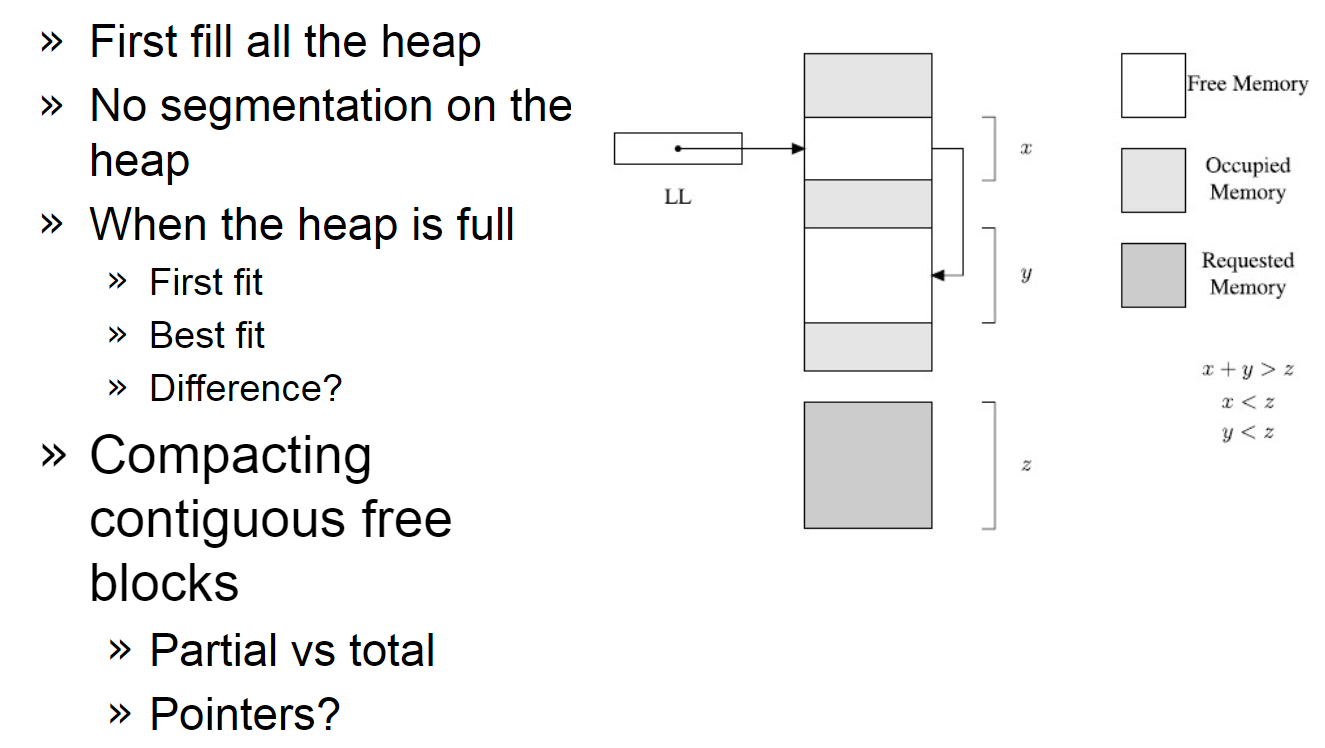 » First fill all the heap
» No segmentation on the
heap
» When the heap is full
» First fit
» Best fit
» Difference?
» Compacting
contiguous free
blocks
» Partial vs total
» Pointers?
LL
x
y
z
Free Memory
Occupied
Memory
Requested
Memory
x + y > z
x < z
y < z